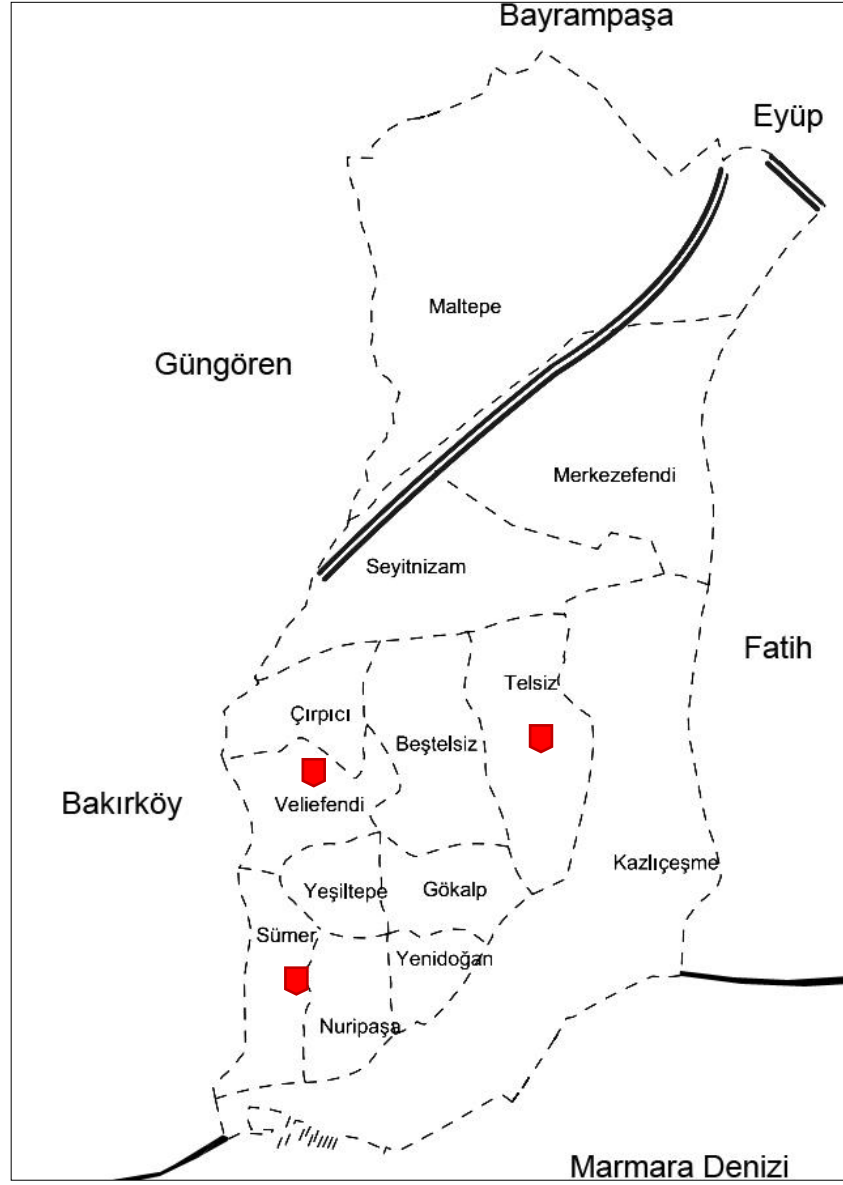 Bayrampaşa
Eyüp
Maltepe
Güngören
Merkezefendi
Seyitnizam
Fatih
Telsiz
Çırpıcı
Beştelsiz
Bakırköy
Veliefendi
Kazlıçeşme
Yeşiltepe
Gökalp
Sümer
Yenidoğan
Nuripaşa
Marmara Denizi